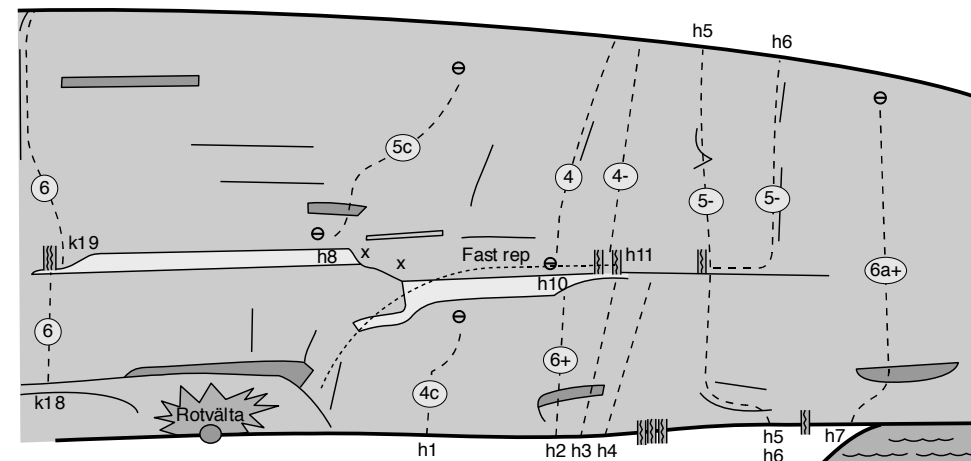 h5
h6
5c
6
4
4-
5-
5-
k19
h8
x
x
Fast rep
h10
h11
6a+
6
6+
4c
k18
Rotvälta
h1
h2 h3 h4
h5
h6
h7